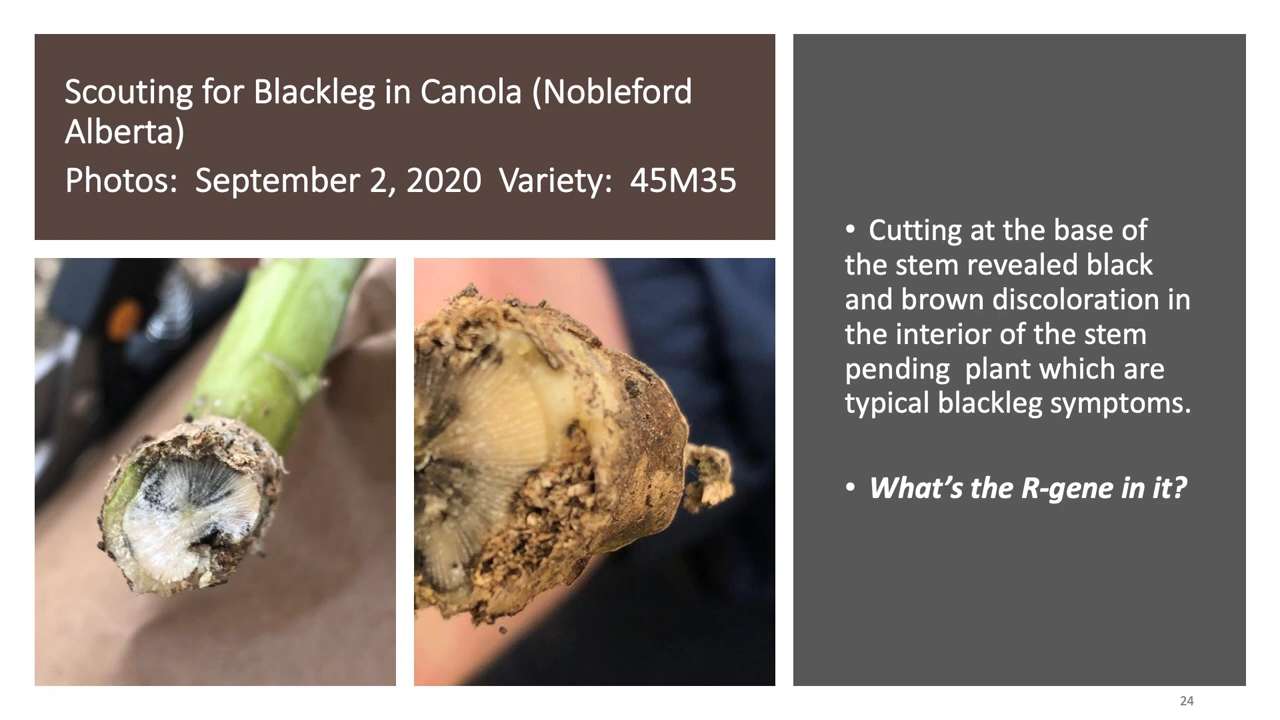 Scouting for Blackleg in Canola (Nobleford
Alberta)
Photos:  September 2, 2020  Variety:  45M35
• Cutting at the base of
the stem revealed black
and brown discoloration in
the interior of the stem
pending  plant which are
typical blackleg symptoms.
• What’s the R-gene in it?
24